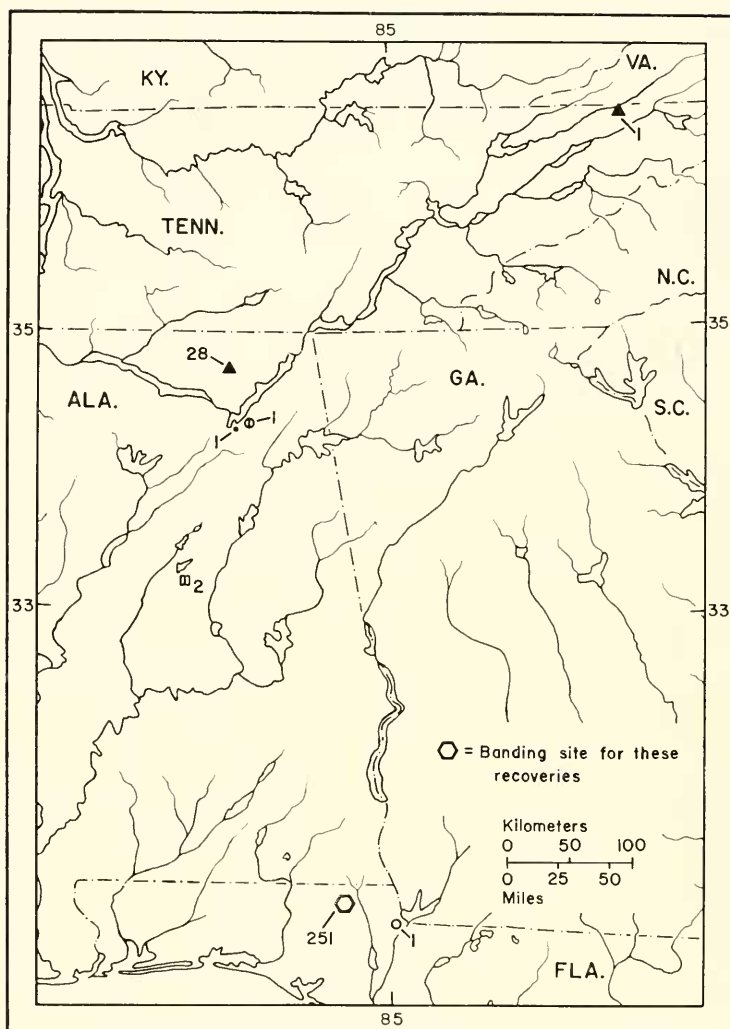 85
KY.
VA.
1
TENN.
N.C.
35
35
28
GA.
ALA.
S.C.
1
1
2
33
33
= Banding site for these
recoveries
Kilometers
0 50 100
0 25 50
Miles
251
1
FLA.
85